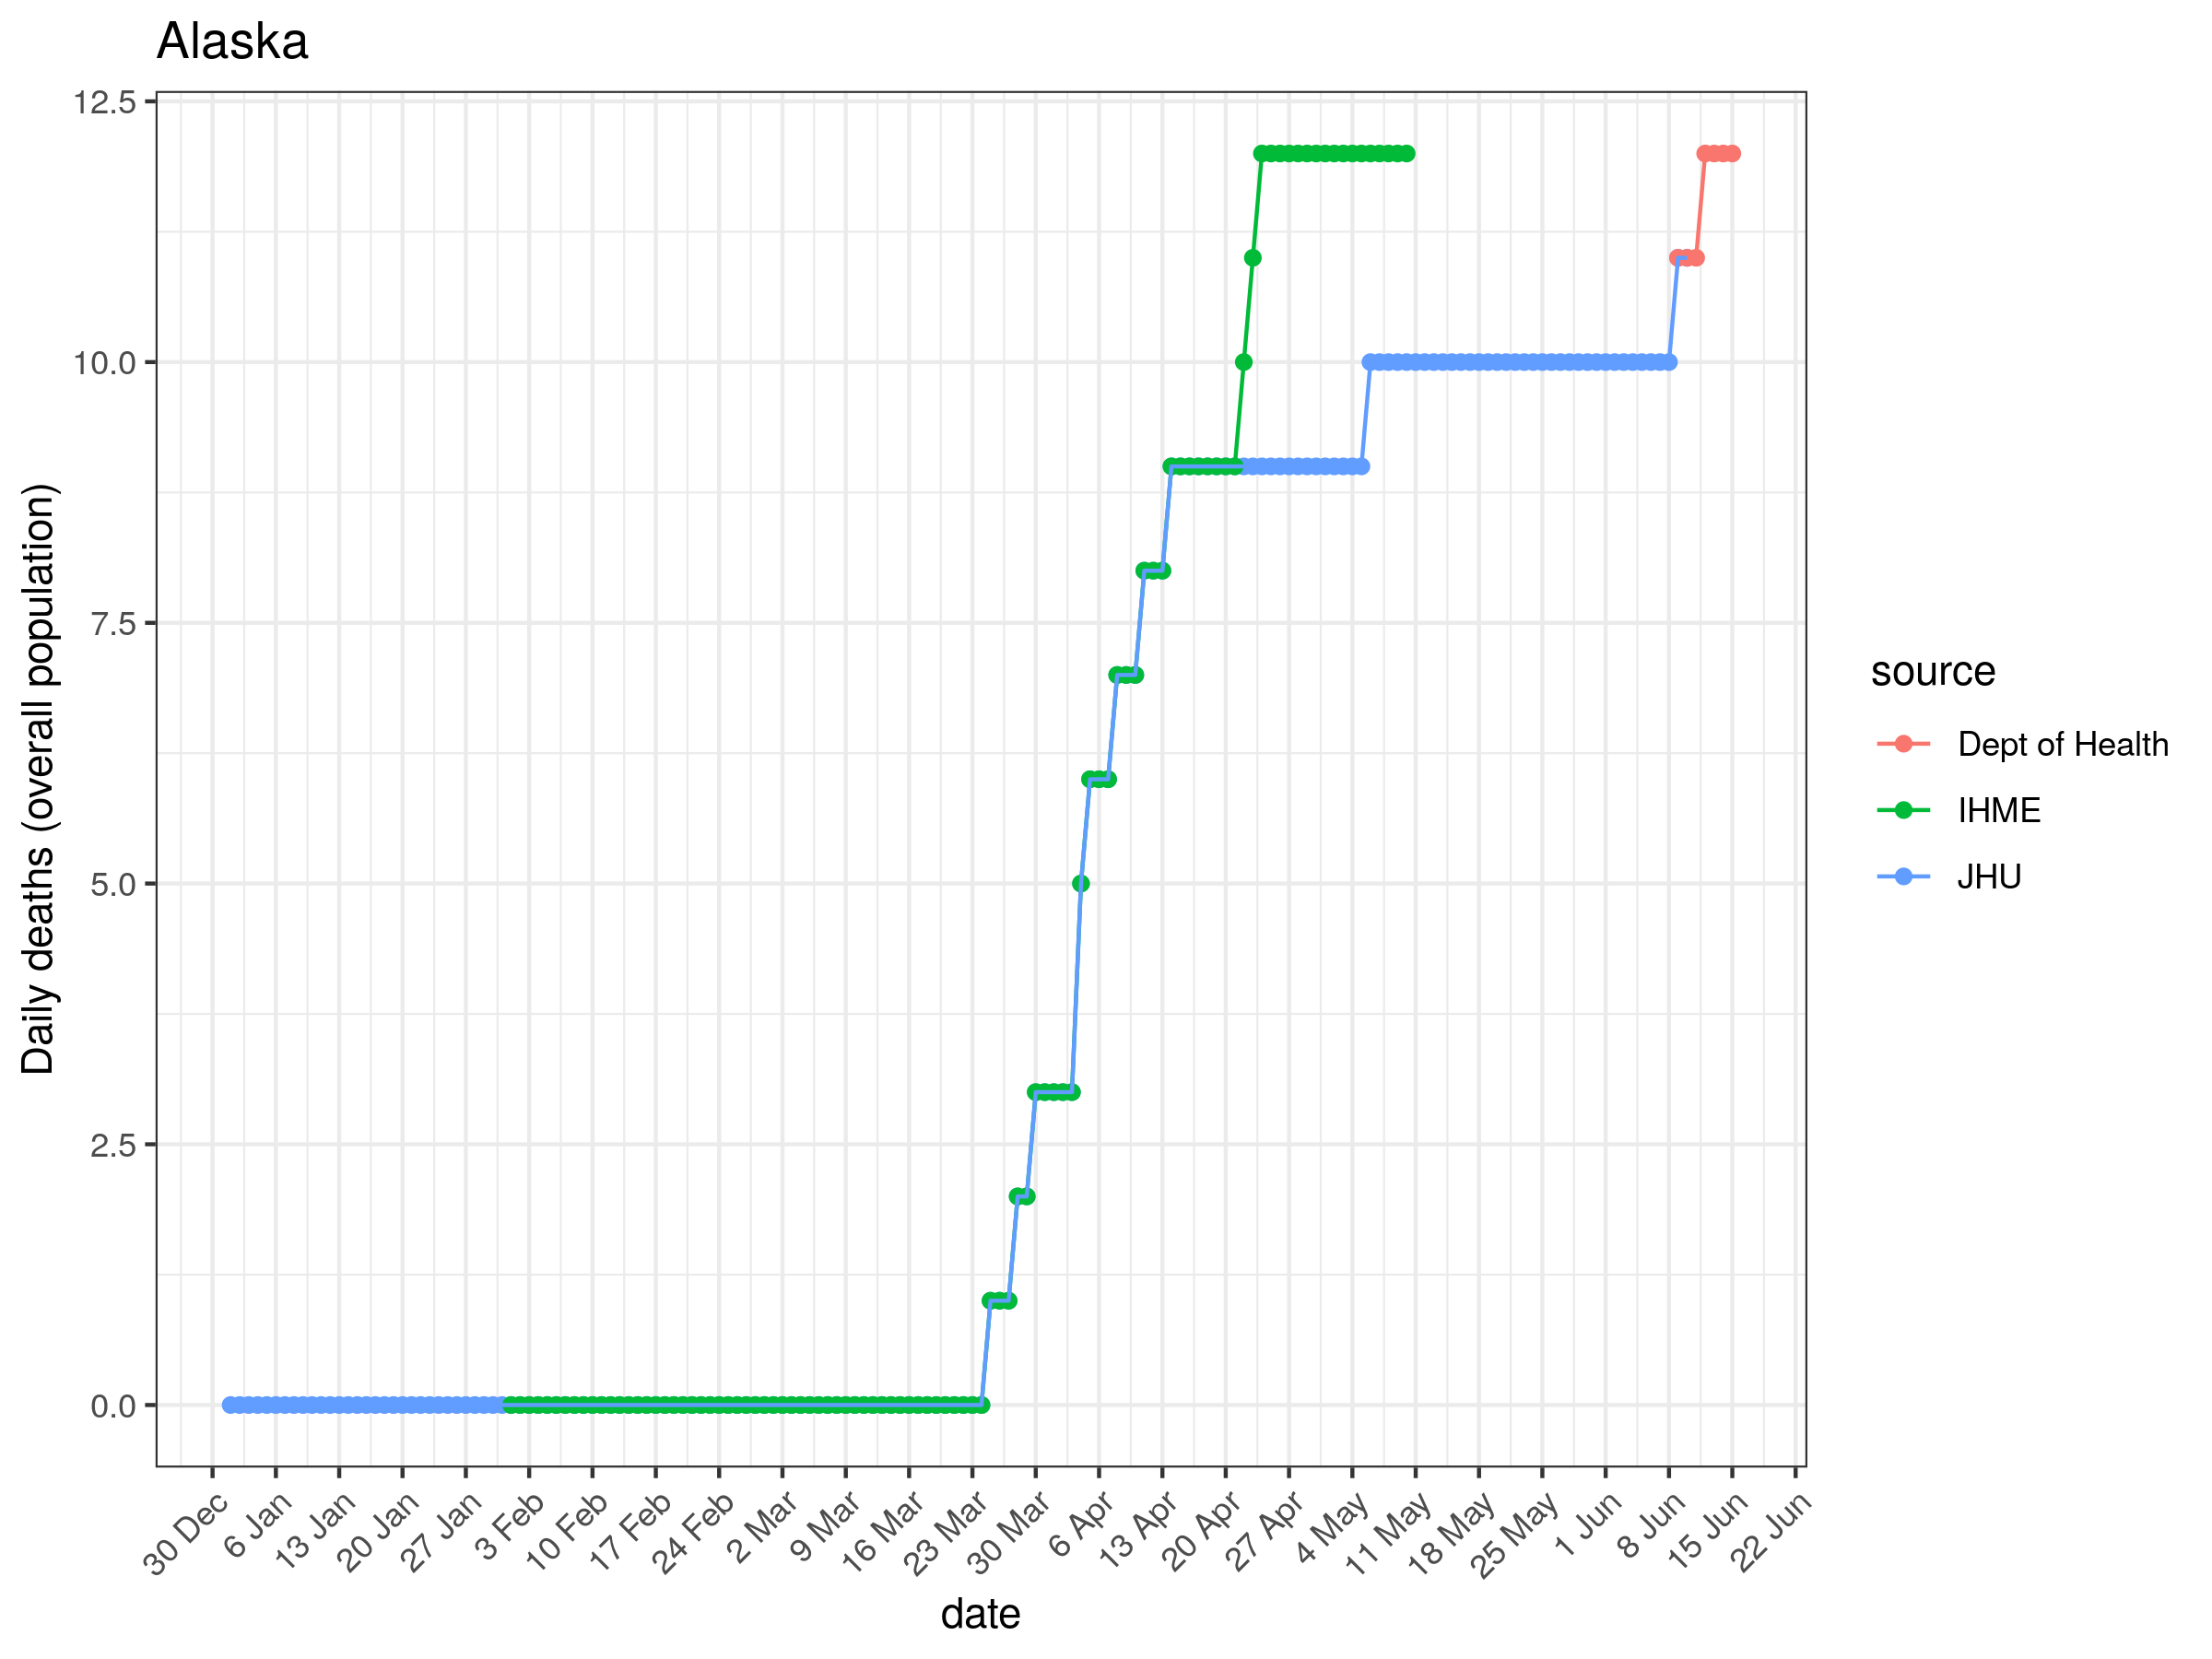 Alaska
Daily deaths (overall population)
12.5
10.0
7.5
5.0
2.5
0.0
30 Dec
6 Jan
13 Jan
20 Jan
27 Jan
3 Feb
10 Feb
17 Feb
24 Feb
2 Mar
9 Mar
16 Mar
23 Mar
30 Mar
6 Apr
13 Apr
20 Apr
27 Apr
4 May
11 May
18 May
25 May
1 Jun
8 Jun
15 Jun
22 Jun
date
source
Dept of Health
IHME
JHU